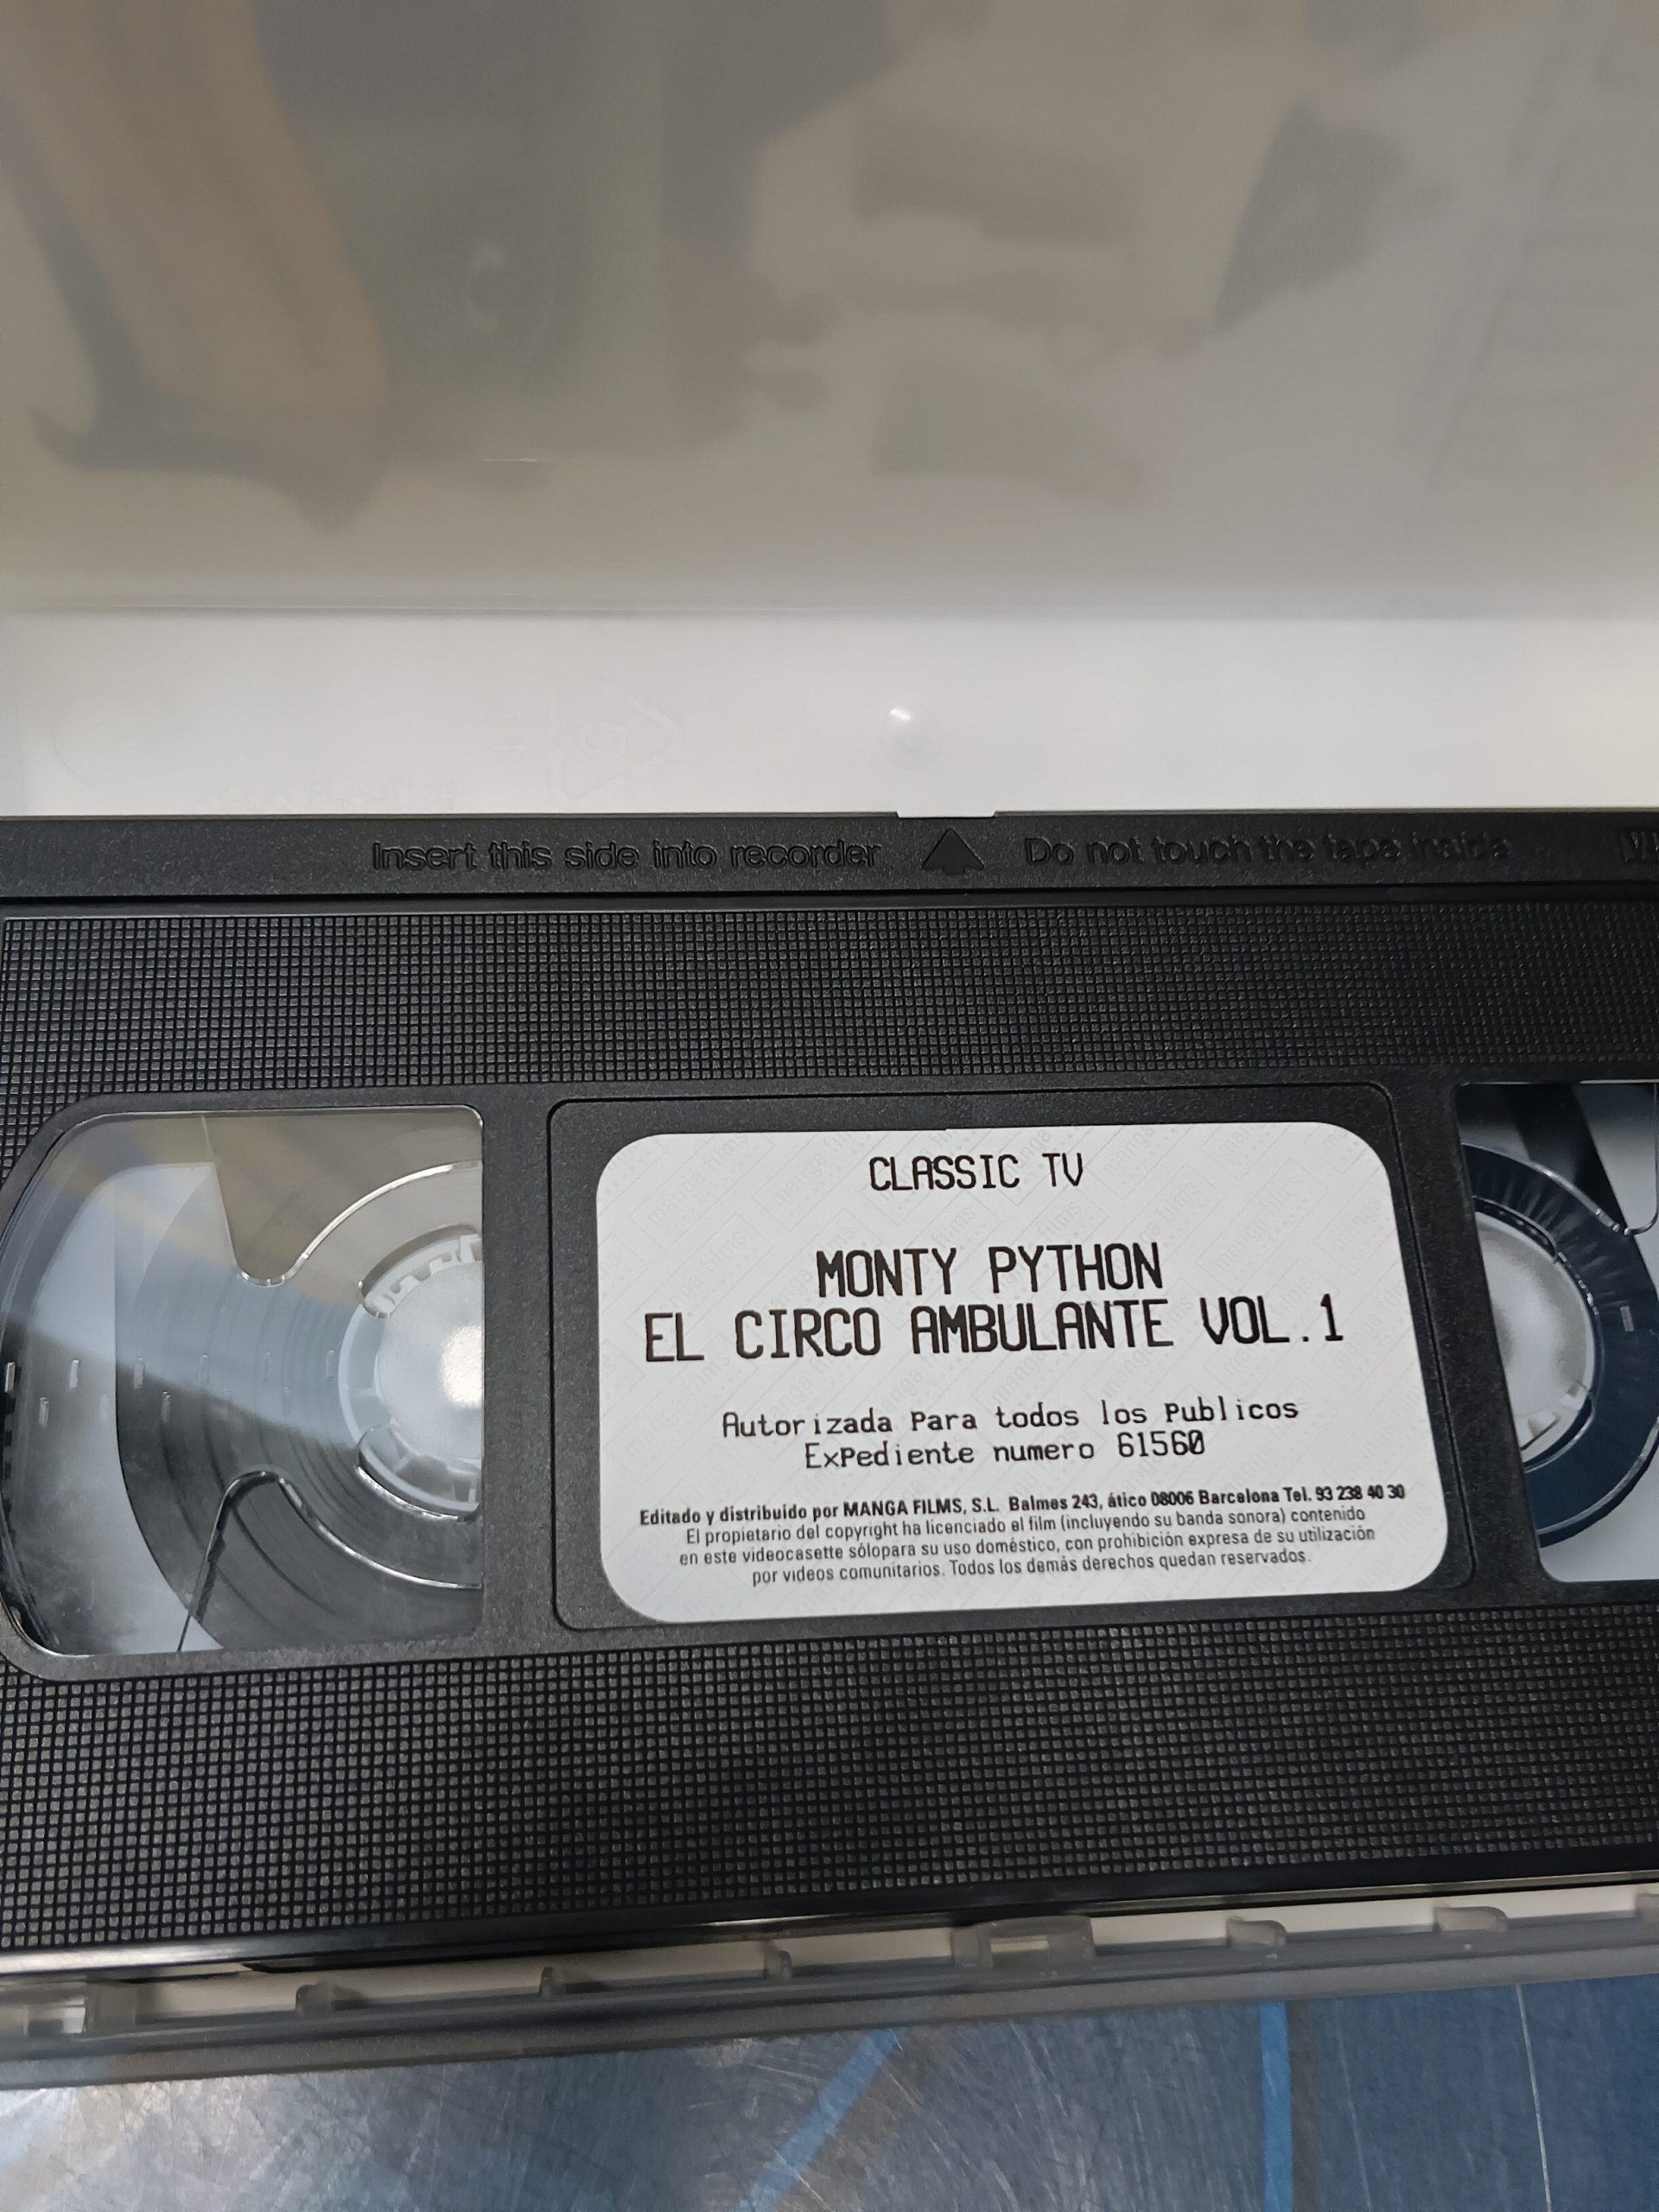 Insert this side into recorder Do not touch the tape inside
CLASSIC TV
MONTY PYTHON
EL CIRCO AMBULANTE VOL.1
Autorizada Para todos los Publicos
ExPediente numero 61560
Editado y distribuido por MANGA FILMS, S.L. Balmes 243, ático 08006 Barcelona Tel. 93 238 40 30
El propietario del copyright ha licenciado el film (incluyendo su banda sonora) contenido
en este videocasette sólopara su uso doméstico, con prohibición expresa de su utilización
por videos comunitarios. Todos los demás derechos quedan reservados.